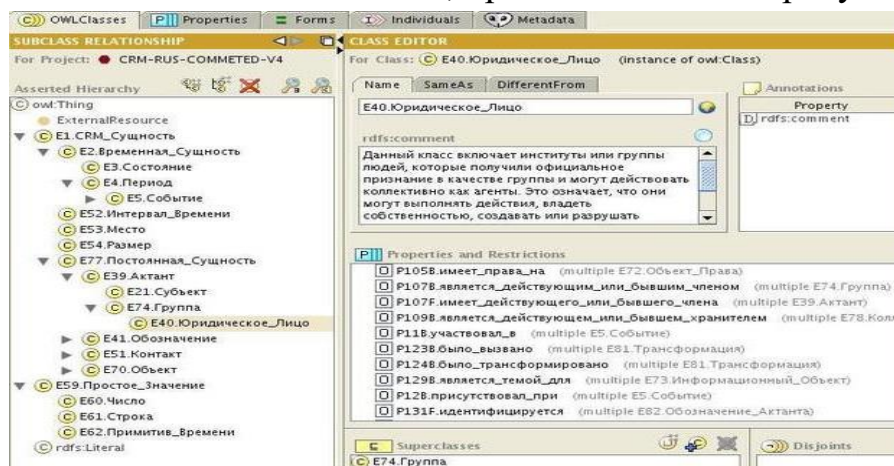 OWLClasses Properties Forms Individuals Metadata
SUBCLASS RELATIONSHIP
For Project: CRM-RUS-COMMETED-V4
Asserted Hierarchy
owl:Thing
ExternalResource
E1.CRM_Сущность
E2.Временная_Сущность
E3.Состояние
E4.Период
E5.Событие
E52.Интервал_Времени
E53.Место
E54.Размер
E77.Постоянная_Сущность
E39.Актант
E21.Субъект
E74.Группа
E40.Юридическое_Лицо
E41.Обозначение
E51.Контакт
E70.Объект
E59.Простое_Значение
E60.Число
E61.Строка
E62.Примитив_Времени
rdfs:Literal
CLASS EDITOR
For Class: E40.Юридическое_Лицо (instance of owl:Class)
Name SameAs DifferentFrom
E40.Юридическое_Лицо
rdfs:comment
Данный класс включает институты или группы
людей, которые получили официальное
признание в качестве группы и могут действовать
коллективно как агенты. Это означает, что они
могут выполнять действия, владеть
собственностью, создавать или разрушать
Annotations
Property
rdfs:comment
Properties and Restrictions
P105B.имеет_права_на (multiple E72.Объект_Права)
P107B.является_действующим_или_бывшим_членом (multiple E74.Группа)
P107F.имеет_действующего_или_бывшего_члена (multiple E39.Актант)
P109B.является_действующем_или_бывшем_хранителем (multiple E78.Кол
P11B.участвовал_в (multiple E5.Событие)
P123B.было_вызвано (multiple E81.Трансформация)
P124B.было_трансформировано (multiple E81.Трансформация)
P129B.является_темой_для (multiple E73.Информационный_Объект)
P12B.присутствовал_при (multiple E5.Событие)
P131F.идентифицируется (multiple E82.Обозначение_Актанта)
Superclasses
E74.Группа
Disjoints